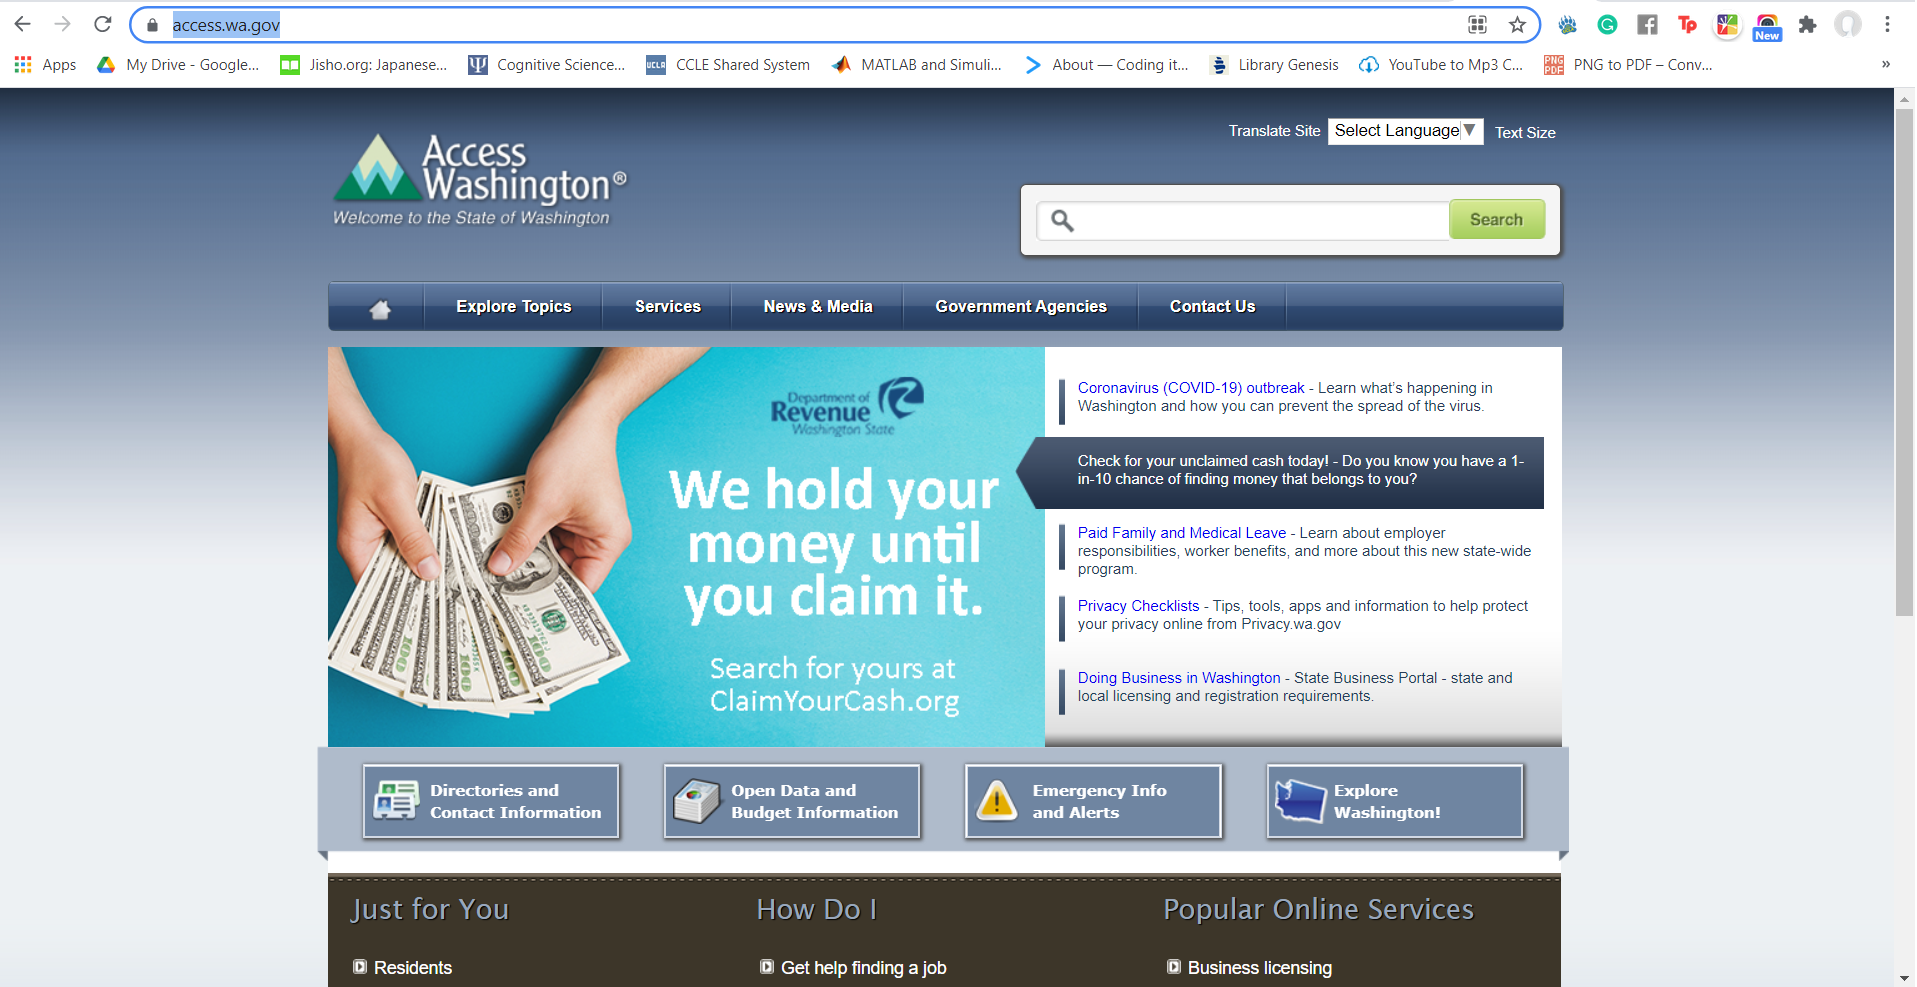 access.wa.gov
New
Apps
My Drive - Google...
Jisho.org: Japanese...
Cognitive Science...
UCLA
CCLE Shared System
MATLAB and Simuli...
About — Coding it...
Library Genesis
YouTube to Mp3 C...
PNG
PDF
PNG to PDF – Conv...
»
Translate Site
Select Language▼
Text Size
Access
Washington®
Welcome to the State of Washington
Search
Explore Topics
Services
News & Media
Government Agencies
Contact Us
Department of
Revenue
Washington State
We hold your
money until
you claim it.
Search for yours at
ClaimYourCash.org
Coronavirus (COVID-19) outbreak - Learn what's happening in
Washington and how you can prevent the spread of the virus.
Check for your unclaimed cash today! - Do you know you have a 1-
in-10 chance of finding money that belongs to you?
Paid Family and Medical Leave - Learn about employer
responsibilities, worker benefits, and more about this new state-wide
program.
Privacy Checklists - Tips, tools, apps and information to help protect
your privacy online from Privacy.wa.gov
Doing Business in Washington - State Business Portal - state and
local licensing and registration requirements.
Directories and
Contact Information
Open Data and
Budget Information
Emergency Info
and Alerts
Explore
Washington!
Just for You
Residents
How Do I
Get help finding a job
Popular Online Services
Business licensing